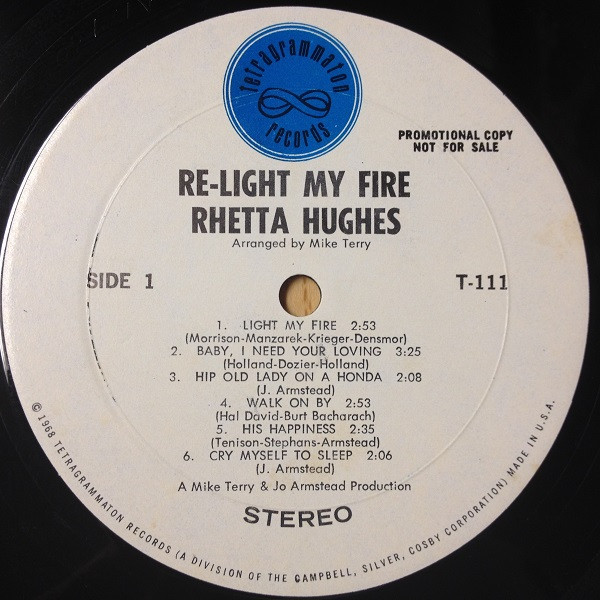 tetragrammaton
records
PROMOTIONAL COPY
NOT FOR SALE
RE-LIGHT MY FIRE
RHETTA HUGHES
Arranged by Mike Terry
SIDE 1
T-111
1. LIGHT MY FIRE 2:53
(Morrison-Manzarek-Krieger-Densmor)
2. BABY, I NEED YOUR LOVING 3:25
(Holland-Dozier-Holland)
3. HIP OLD LADY ON A HONDA 2:08
(J. Armstead)
4. WALK ON BY 2:53
(Hal David-Burt Bacharach)
5. HIS HAPPINESS 2:35
(Tenison-Stephans-Armstead)
6. CRY MYSELF TO SLEEP 2:06
(J. Armstead)
A Mike Terry & Jo Armstead Production
STEREO
© 1968 TETRAGRAMMATON RECORDS (A DIVISION OF THE CAMPBELL, SILVER, COSBY CORPORATION) MADE IN U.S.A.